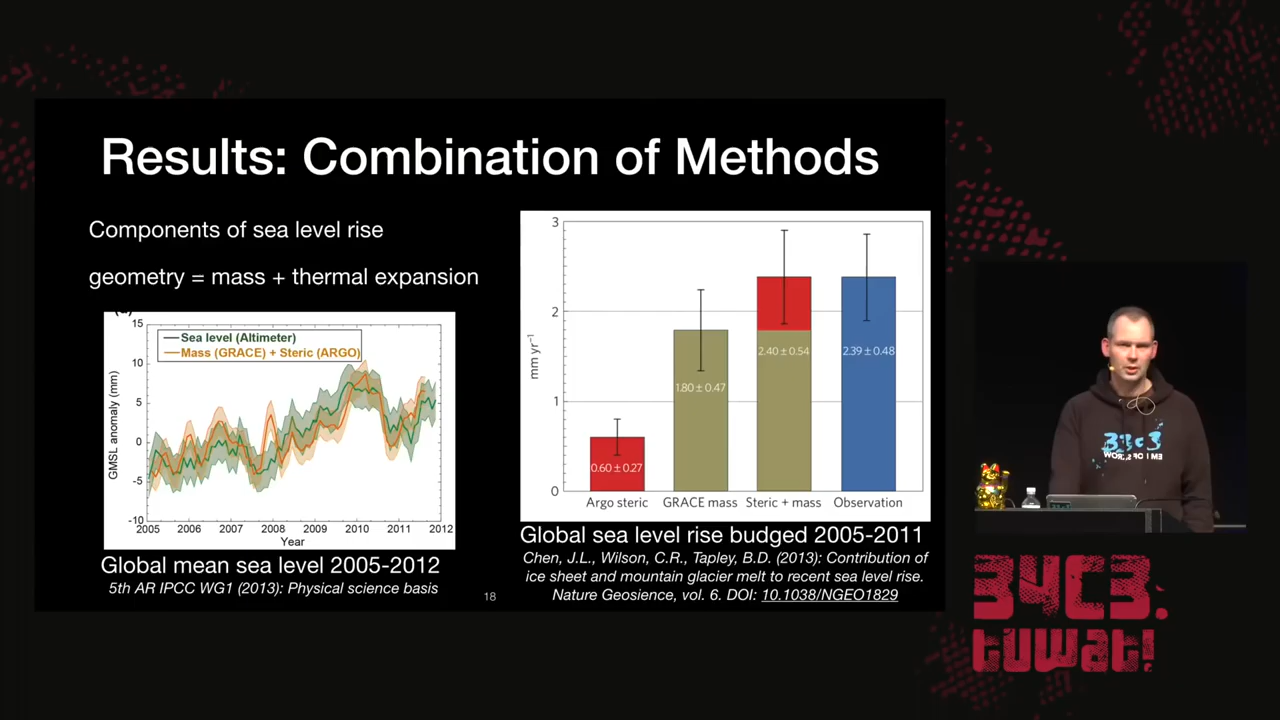 Results: Combination of Methods
Components of sea level rise
geometry = mass + thermal expansion
15
10
5
0
-5
-10
GMSL anomaly (mm)
Sea level (Altimeter)
Mass (GRACE) + Steric (ARGO)
2005 2006 2007 2008 2009 2010 2011 2012
Year
Global mean sea level 2005-2012
5th AR IPCC WG1 (2013): Physical science basis
18
3
2
1
0
mm yr⁻¹
0.60 ± 0.27
1.80 ± 0.47
2.40 ± 0.54
2.39 ± 0.48
Argo steric GRACE mass Steric + mass Observation
Global sea level rise budged 2005-2011
Chen, J.L., Wilson, C.R., Tapley, B.D. (2013): Contribution of
ice sheet and mountain glacier melt to recent sea level rise.
Nature Geosience, vol. 6. DOI: 10.1038/NGEO1829
34C3.
tuwat!